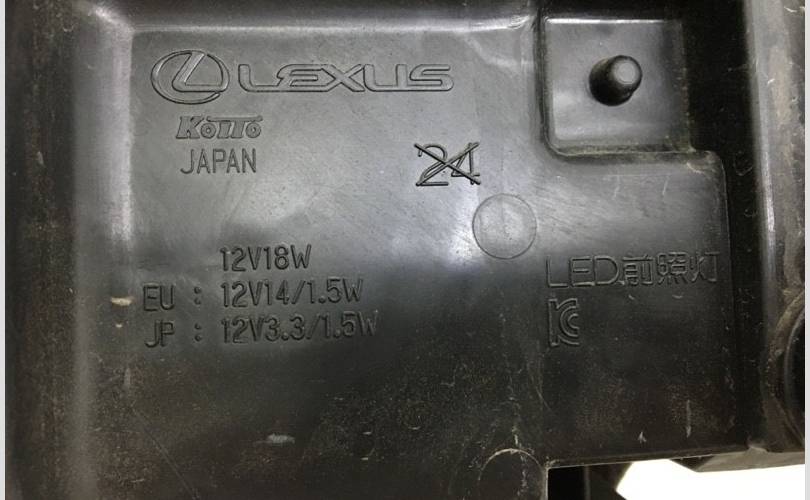 LEXUS
KOITO
JAPAN
24
12V18W
EU : 12V14/1.5W
JP : 12V3.3/1.5W
LED前照灯
KC